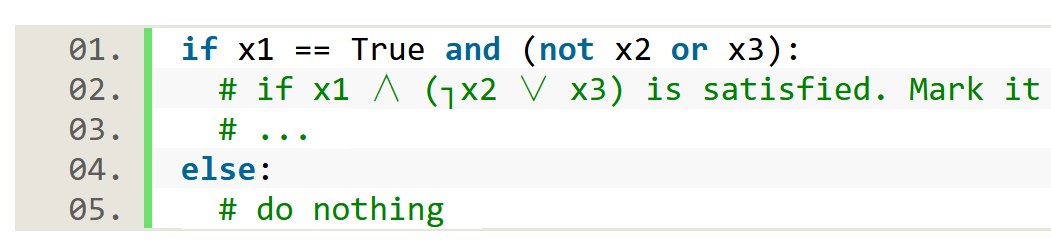 01. if x1 == True and (not x2 or x3):
02. # if x1 ∧ (┐x2 ∨ x3) is satisfied. Mark it
03. # ...
04. else:
05. # do nothing